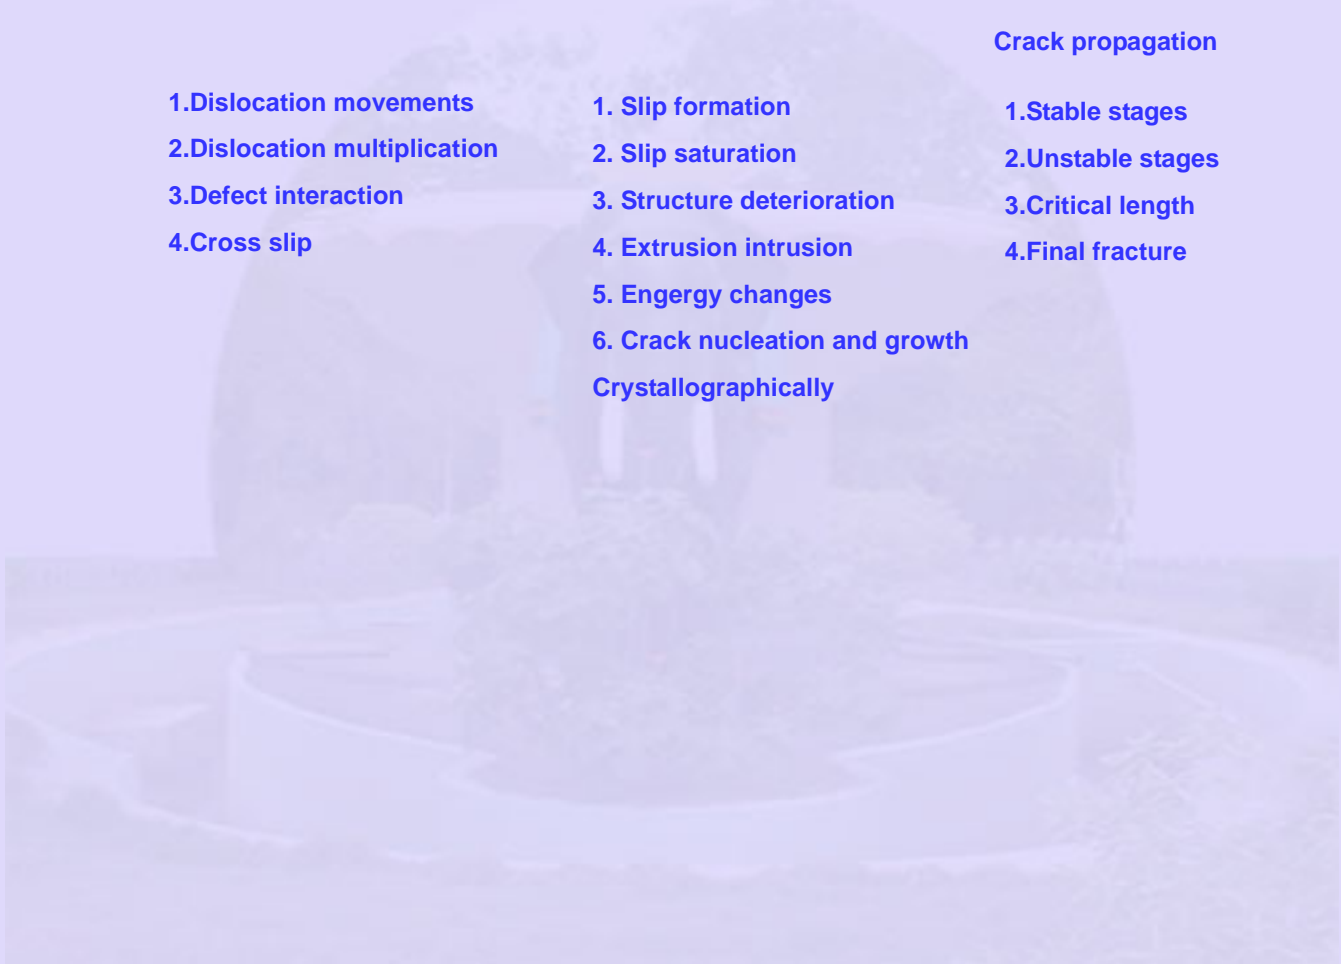 Crack propagation
1.Dislocation movements
2.Dislocation multiplication
3.Defect interaction
4.Cross slip
1. Slip formation
2. Slip saturation
3. Structure deterioration
4. Extrusion intrusion
5. Engergy changes
6. Crack nucleation and growth
Crystallographically
1.Stable stages
2.Unstable stages
3.Critical length
4.Final fracture